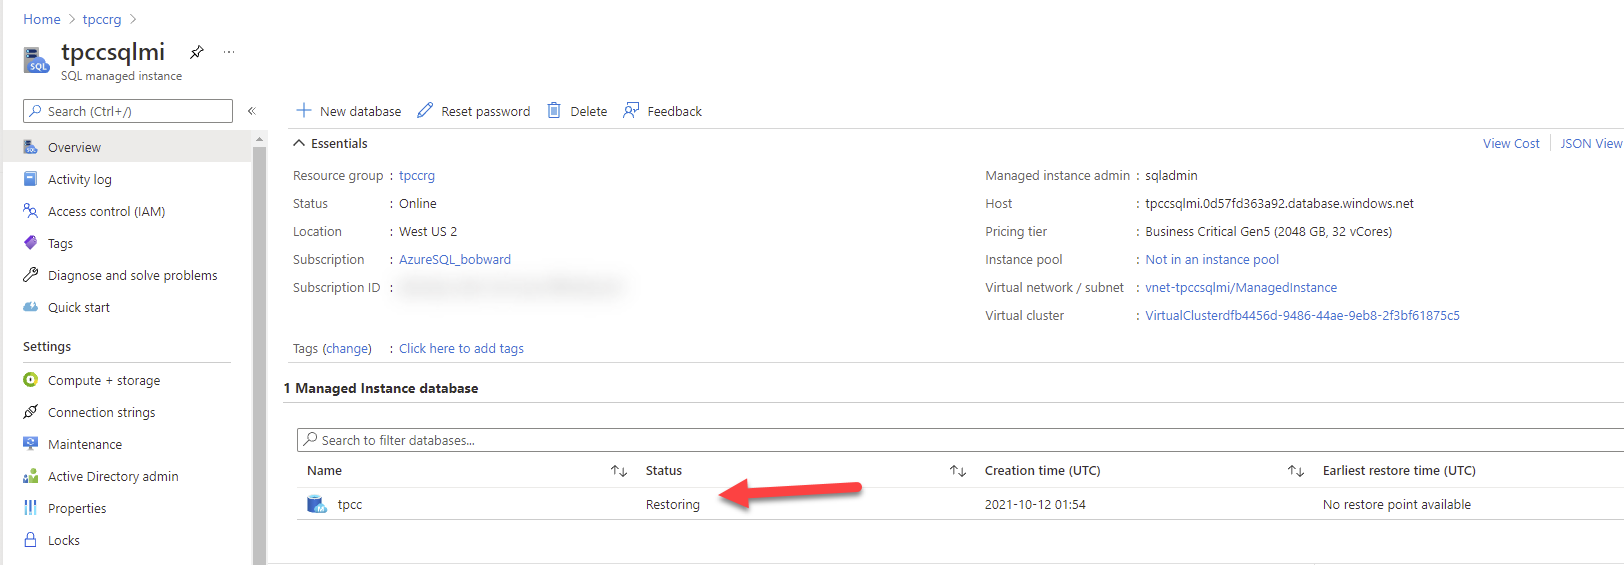 Home > tpccrg >
tpccsqlmi ...
SQL managed instance
Search (Ctrl+/) «
Overview
Activity log
Access control (IAM)
Tags
Diagnose and solve problems
Quick start
Settings
Compute + storage
Connection strings
Maintenance
Active Directory admin
Properties
Locks
New database Reset password Delete Feedback
Essentials View Cost JSON View
Resource group : tpccrg
Status : Online
Location : West US 2
Subscription : AzureSQL_bobward
Subscription ID :
Managed instance admin : sqladmin
Host : tpccsqlmi.0d57fd363a92.database.windows.net
Pricing tier : Business Critical Gen5 (2048 GB, 32 vCores)
Instance pool : Not in an instance pool
Virtual network / subnet : vnet-tpccsqlmi/ManagedInstance
Virtual cluster : VirtualClusterdfb4456d-9486-44ae-9eb8-2f3bf61875c5
Tags (change) : Click here to add tags
1 Managed Instance database
Search to filter databases...
Name Status Creation time (UTC) Earliest restore time (UTC)
tpcc Restoring 2021-10-12 01:54 No restore point available